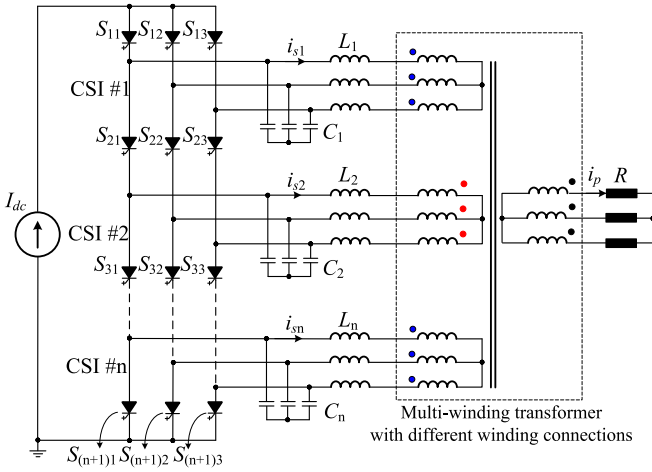 S11 S12 S13
is1 L1
CSI #1
C1
S21 S22 S23
is2 L2
ip R
Idc
CSI #2
C2
S31 S32 S33
isn Ln
CSI #n
Cn
S(n+1)1 S(n+1)2 S(n+1)3
Multi-winding transformer
with different winding connections